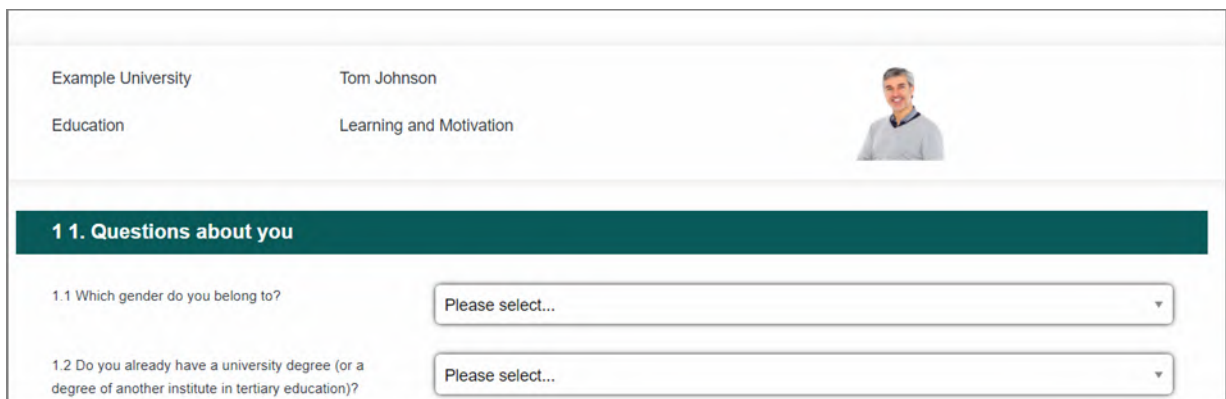 Example University
Tom Johnson
Education
Learning and Motivation
1 1. Questions about you
1.1 Which gender do you belong to?
Please select...
1.2 Do you already have a university degree (or a
degree of another institute in tertiary education)?
Please select...